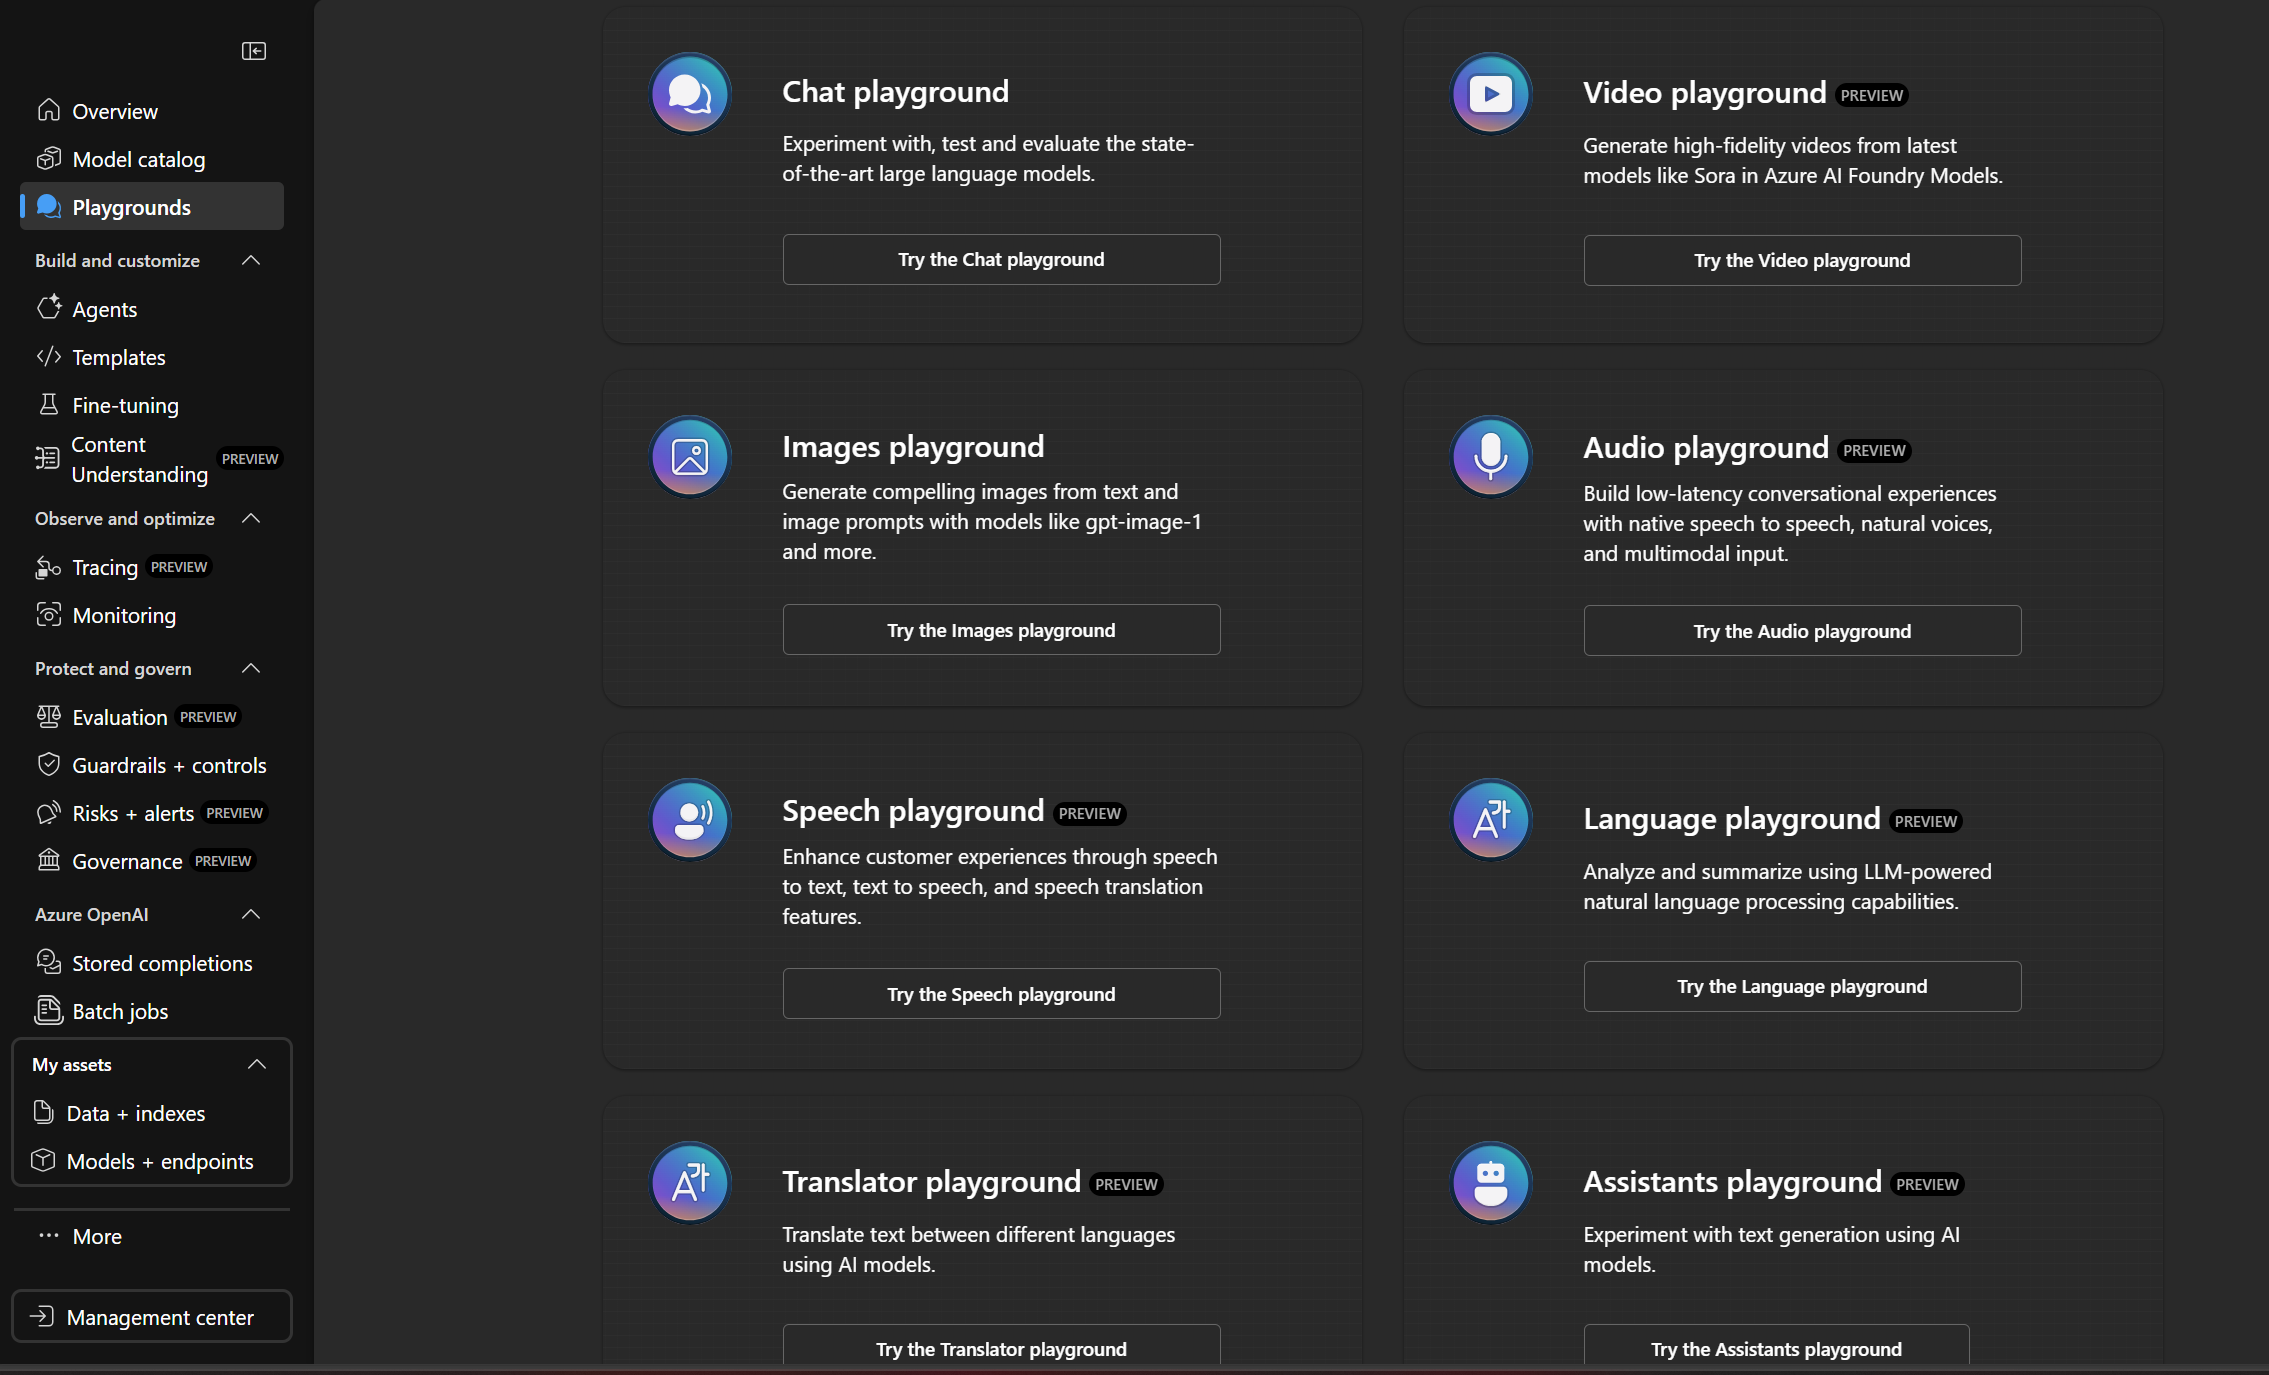 Overview
Model catalog
Playgrounds
Build and customize
Agents
Templates
Fine-tuning
Content
Understanding PREVIEW
Observe and optimize
Tracing PREVIEW
Monitoring
Protect and govern
Evaluation PREVIEW
Guardrails + controls
Risks + alerts PREVIEW
Governance PREVIEW
Azure OpenAI
Stored completions
Batch jobs
My assets
Data + indexes
Models + endpoints
More
Management center
Chat playground
Experiment with, test and evaluate the state-
of-the-art large language models.
Try the Chat playground
Video playground PREVIEW
Generate high-fidelity videos from latest
models like Sora in Azure AI Foundry Models.
Try the Video playground
Images playground
Generate compelling images from text and
image prompts with models like gpt-image-1
and more.
Try the Images playground
Audio playground PREVIEW
Build low-latency conversational experiences
with native speech to speech, natural voices,
and multimodal input.
Try the Audio playground
Speech playground PREVIEW
Enhance customer experiences through speech
to text, text to speech, and speech translation
features.
Try the Speech playground
Language playground PREVIEW
Analyze and summarize using LLM-powered
natural language processing capabilities.
Try the Language playground
Translator playground PREVIEW
Translate text between different languages
using AI models.
Try the Translator playground
Assistants playground PREVIEW
Experiment with text generation using AI
models.
Try the Assistants playground